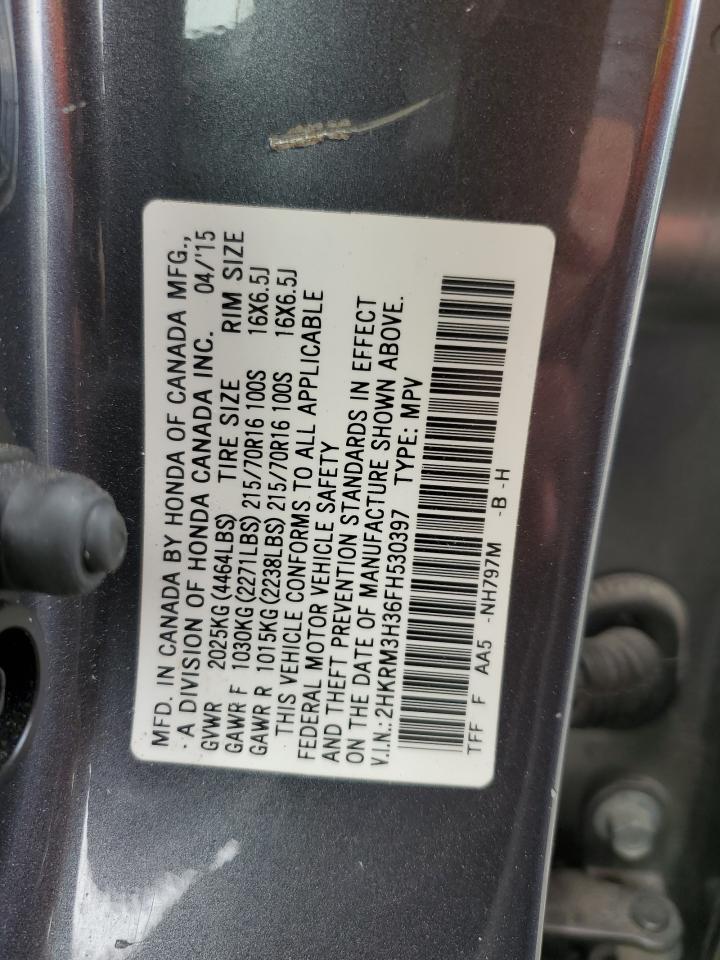 MFD. IN CANADA BY HONDA OF CANADA MFG.,
A DIVISION OF HONDA CANADA INC. 04/'15
GVWR 2025KG (4464LBS) TIRE SIZE RIM SIZE
GAWR F 1030KG (2271LBS) 215/70R16 100S 16X6.5J
GAWR R 1015KG (2238LBS) 215/70R16 100S 16X6.5J
THIS VEHICLE CONFORMS TO ALL APPLICABLE
FEDERAL MOTOR VEHICLE SAFETY
AND THEFT PREVENTION STANDARDS IN EFFECT
ON THE DATE OF MANUFACTURE SHOWN ABOVE.
V.I.N.: 2HKRM3H36FH530397 TYPE: MPV
TFF F AA5 -NH797M -B -H